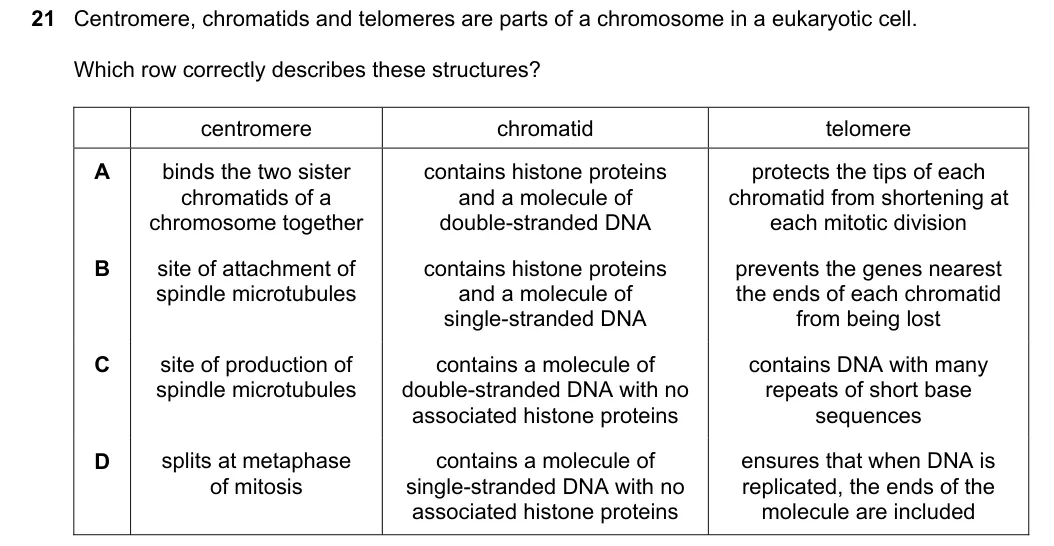 21 Centromere, chromatids and telomeres are parts of a chromosome in a eukaryotic cell.
Which row correctly describes these structures?
centromere chromatid telomere
A binds the two sister contains histone proteins protects the tips of each
chromatids of a and a molecule of chromatid from shortening at
chromosome together double-stranded DNA each mitotic division
B site of attachment of contains histone proteins prevents the genes nearest
spindle microtubules and a molecule of the ends of each chromatid
single-stranded DNA from being lost
C site of production of contains a molecule of contains DNA with many
spindle microtubules double-stranded DNA with no repeats of short base
associated histone proteins sequences
D splits at metaphase contains a molecule of ensures that when DNA is
of mitosis single-stranded DNA with no replicated, the ends of the
associated histone proteins molecule are included